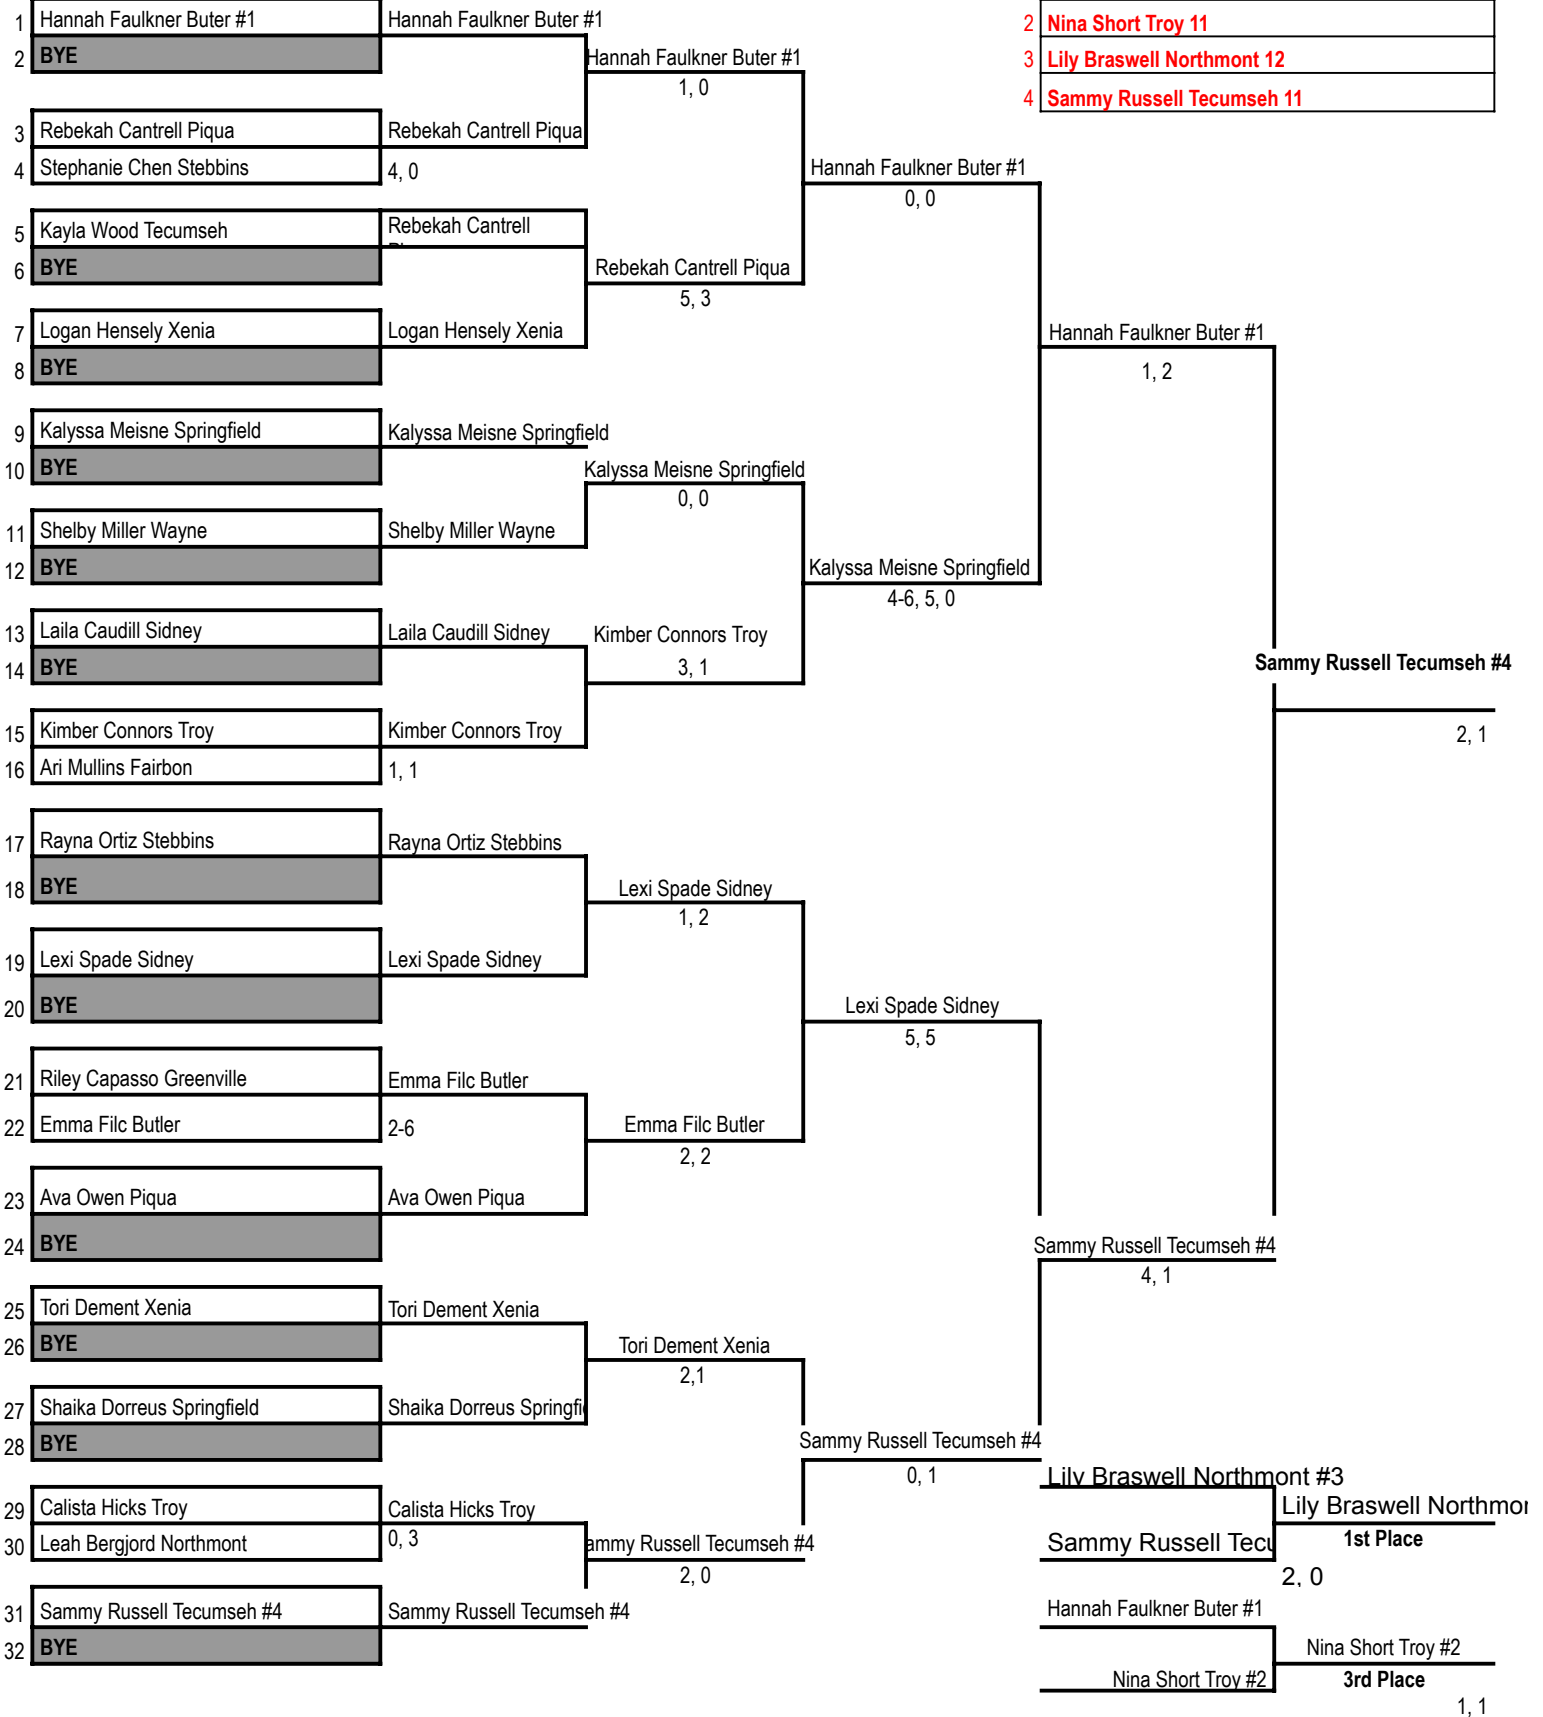 1 Hannah Faulkner Buter #1
2 BYE
3 Rebekah Cantrell Piqua
4 Stephanie Chen Stebbins
5 Kayla Wood Tecumseh
6 BYE
7 Logan Hensely Xenia
8 BYE
9 Kalyssa Meisne Springfield
10 BYE
11 Shelby Miller Wayne
12 BYE
13 Laila Caudill Sidney
14 BYE
15 Kimber Connors Troy
16 Ari Mullins Fairbon
17 Rayna Ortiz Stebbins
18 BYE
19 Lexi Spade Sidney
20 BYE
21 Riley Capasso Greenville
22 Emma Filc Butler
23 Ava Owen Piqua
24 BYE
25 Tori Dement Xenia
26 BYE
27 Shaika Dorreus Springfield
28 BYE
29 Calista Hicks Troy
30 Leah Bergjord Northmont
31 Sammy Russell Tecumseh #4
32 BYE
Hannah Faulkner Buter #1
Rebekah Cantrell Piqua
4, 0
Rebekah Cantrell
Logan Hensely Xenia
Kalyssa Meisne Springfield
Shelby Miller Wayne
Laila Caudill Sidney
Kimber Connors Troy
1, 1
Rayna Ortiz Stebbins
Lexi Spade Sidney
Emma Filc Butler
2-6
Ava Owen Piqua
Tori Dement Xenia
Shaika Dorreus Springfi
Calista Hicks Troy
0, 3
Sammy Russell Tecumseh #4
Hannah Faulkner Buter #1
1, 0
Rebekah Cantrell Piqua
5, 3
Kalyssa Meisne Springfield
0, 0
Kimber Connors Troy
3, 1
Lexi Spade Sidney
1, 2
Emma Filc Butler
2, 2
Tori Dement Xenia
2,1
ammy Russell Tecumseh #4
2, 0
Hannah Faulkner Buter #1
0, 0
Kalyssa Meisne Springfield
4-6, 5, 0
Lexi Spade Sidney
5, 5
Sammy Russell Tecumseh #4
0, 1
2 Nina Short Troy 11
3 Lily Braswell Northmont 12
4 Sammy Russell Tecumseh 11
Hannah Faulkner Buter #1
1, 2
Sammy Russell Tecumseh #4
4, 1
Sammy Russell Tecumseh #4
2, 1
Lily Braswell Northmont #3
Sammy Russell Tecu
Lily Braswell Northmon
1st Place
2, 0
Hannah Faulkner Buter #1
Nina Short Troy #2
Nina Short Troy #2
3rd Place
1, 1